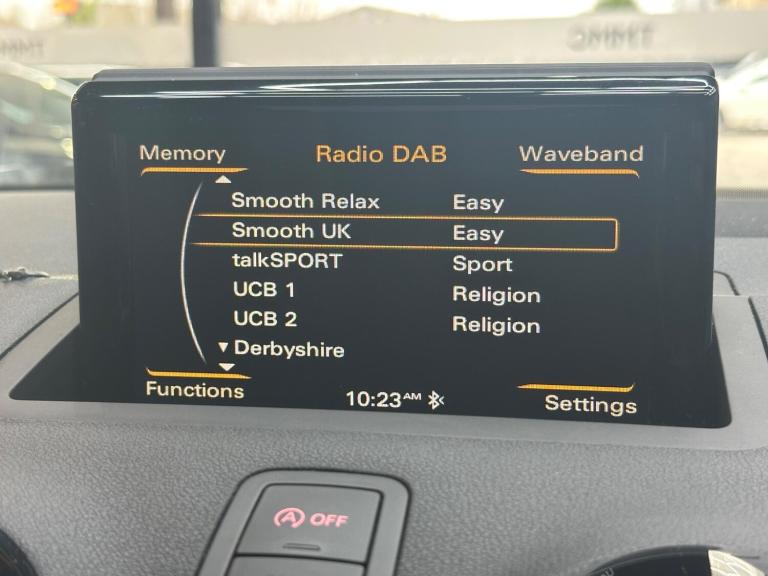 Memory Radio DAB Waveband
Smooth Relax Easy
Smooth UK Easy
talkSPORT Sport
UCB 1 Religion
UCB 2 Religion
Derbyshire
Functions 10:23AM Settings
A OFF